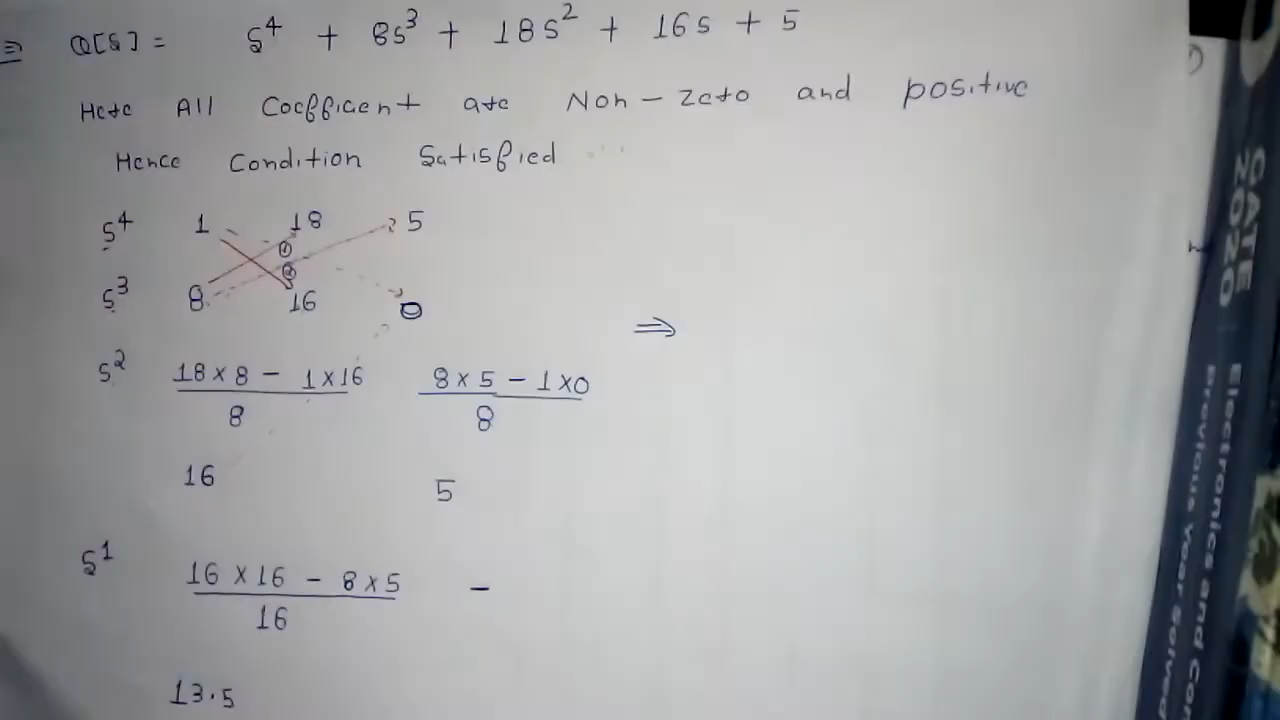 ⇒ Q[S] = S⁴ + 8S³ + 18S² + 16S + 5
Here All Coefficent are Non - Zero and positive
Hence Condition Satisfied
S⁴ 1 18 5
① ②
S³ 8 16 0
⇒
S² 18 × 8 - 1 × 16 8 × 5 - 1 × 0
8 8
16 5
S¹ 16 × 16 - 8 × 5 -
16
13.5
GATE
2020
Electronics and
Previous Year Solved